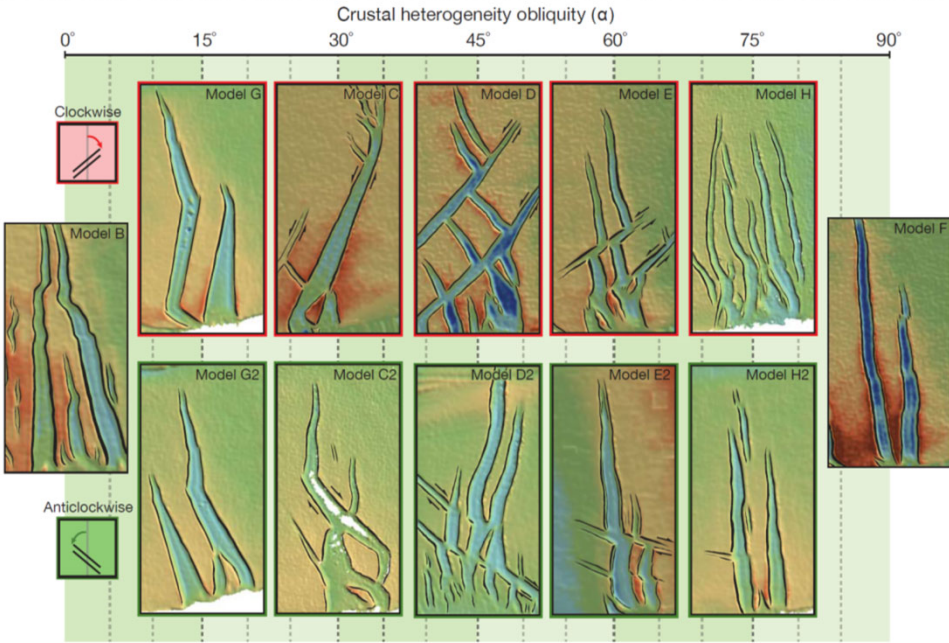 Crustal heterogeneity obliquity (α)
0° 15° 30° 45° 60° 75° 90°
Clockwise
Model G
Model C
Model D
Model E
Model H
Model B
Model F
Model G2
Model C2
Model D2
Model E2
Model H2
Anticlockwise